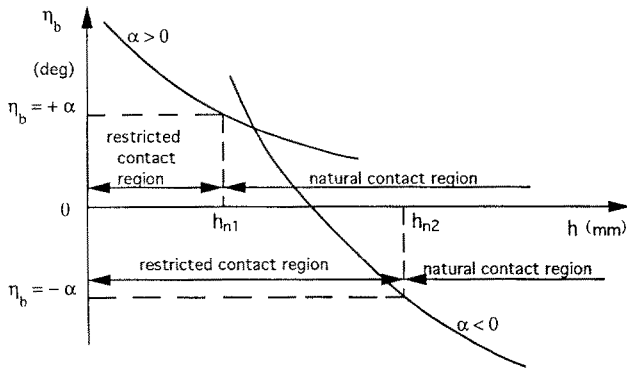 η_b
α > 0
(deg)
η_b = + α
restricted
contact
region
natural contact region
0
h_n1
h_n2
h (mm)
restricted contact region
natural contact region
η_b = − α
α < 0